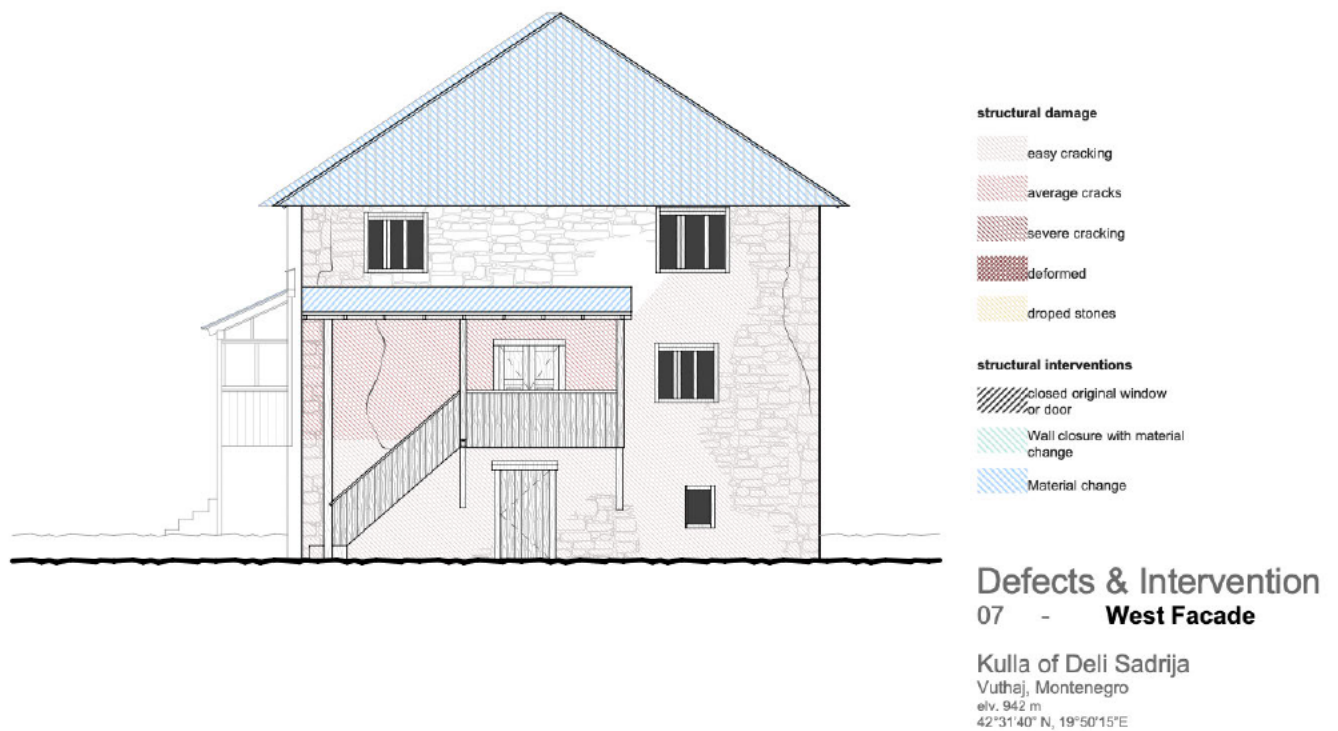 structural damage
easy cracking
average cracks
severe cracking
deformed
droped stones
structural interventions
closed original window
or door
Wall closure with material
change
Material change
Defects & Intervention
07 - West Facade
Kulla of Deli Sadrija
Vuthaj, Montenegro
elv. 942 m
42°31'40" N, 19°50'15"E